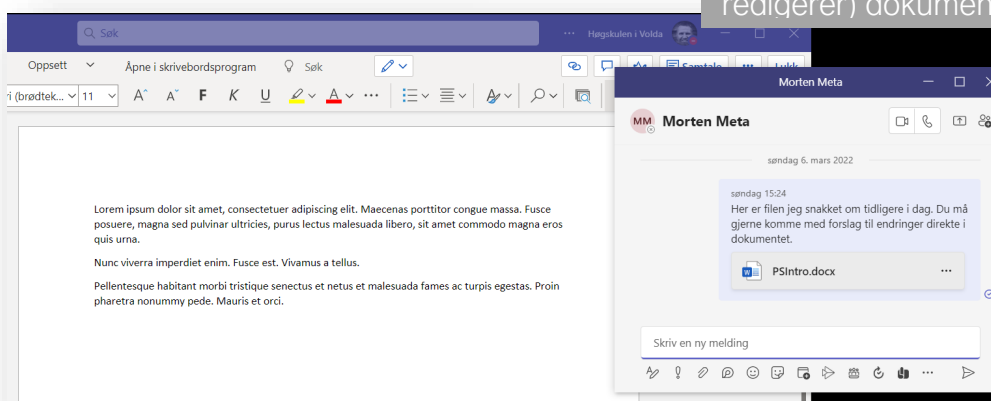 redigerer) dokument
Søk
Høgskulen i Volda
Oppsett
Åpne i skrivebordsprogram
Søk
Samtale
Lukk
ri (brødtek...
11
A
A
F
K
U
A
Morten Meta
MM
Morten Meta
søndag 6. mars 2022
søndag 15:24
Her er filen jeg snakket om tidligere i dag. Du må
gjerne komme med forslag til endringer direkte i
dokumentet.
PSIntro.docx
Skriv en ny melding
Lorem ipsum dolor sit amet, consectetuer adipiscing elit. Maecenas porttitor congue massa. Fusce
posuere, magna sed pulvinar ultricies, purus lectus malesuada libero, sit amet commodo magna eros
quis urna.
Nunc viverra imperdiet enim. Fusce est. Vivamus a tellus.
Pellentesque habitant morbi tristique senectus et netus et malesuada fames ac turpis egestas. Proin
pharetra nonummy pede. Mauris et orci.